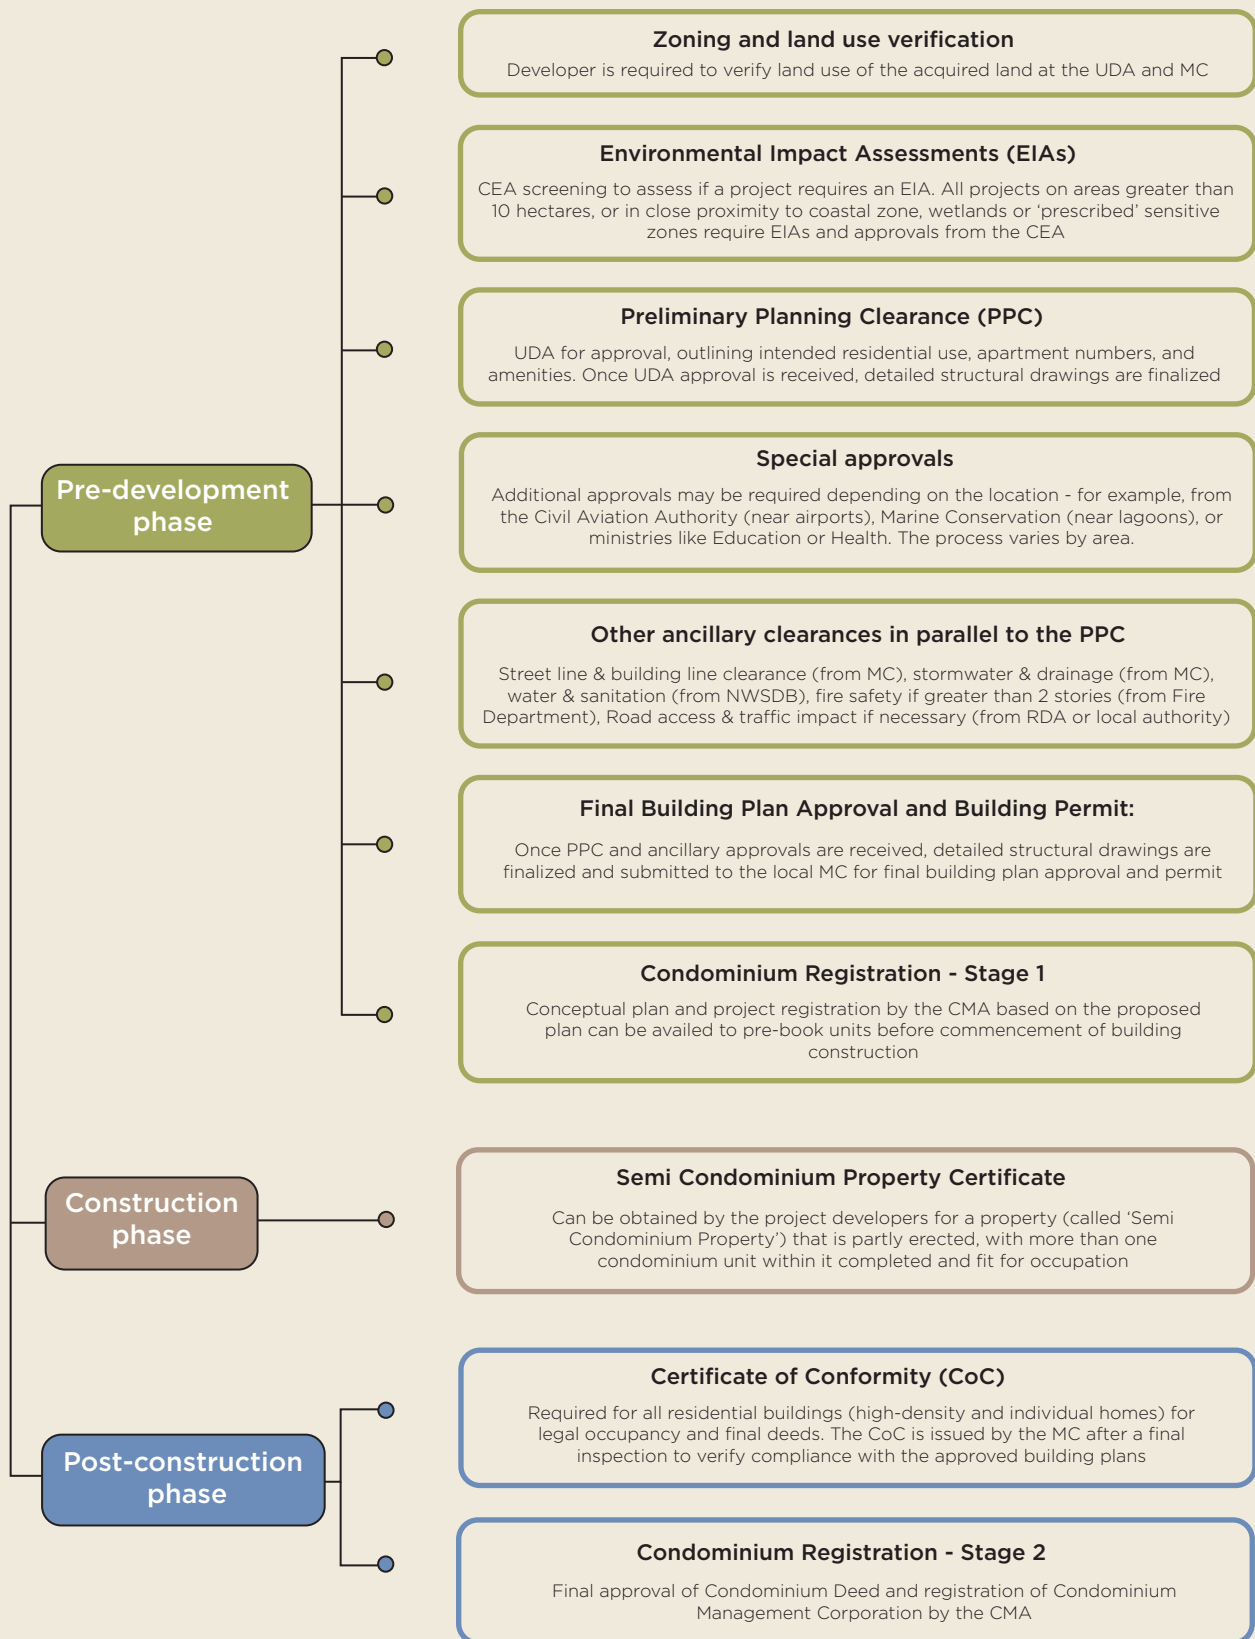 Zoning and land use verification
Developer is required to verify land use of the acquired land at the UDA and MC
Environmental Impact Assessments (EIAs)
CEA screening to assess if a project requires an EIA. All projects on areas greater than
10 hectares, or in close proximity to coastal zone, wetlands or ‘prescribed’ sensitive
zones require EIAs and approvals from the CEA
Preliminary Planning Clearance (PPC)
UDA for approval, outlining intended residential use, apartment numbers, and
amenities. Once UDA approval is received, detailed structural drawings are finalized
Pre-development
phase
Special approvals
Additional approvals may be required depending on the location - for example, from
the Civil Aviation Authority (near airports), Marine Conservation (near lagoons), or
ministries like Education or Health. The process varies by area.
Other ancillary clearances in parallel to the PPC
Street line & building line clearance (from MC), stormwater & drainage (from MC),
water & sanitation (from NWSDB), fire safety if greater than 2 stories (from Fire
Department), Road access & traffic impact if necessary (from RDA or local authority)
Final Building Plan Approval and Building Permit:
Once PPC and ancillary approvals are received, detailed structural drawings are
finalized and submitted to the local MC for final building plan approval and permit
Condominium Registration - Stage 1
Conceptual plan and project registration by the CMA based on the proposed
plan can be availed to pre-book units before commencement of building
construction
Construction
phase
Semi Condominium Property Certificate
Can be obtained by the project developers for a property (called ‘Semi
Condominium Property’) that is partly erected, with more than one
condominium unit within it completed and fit for occupation
Post-construction
phase
Certificate of Conformity (CoC)
Required for all residential buildings (high-density and individual homes) for
legal occupancy and final deeds. The CoC is issued by the MC after a final
inspection to verify compliance with the approved building plans
Condominium Registration - Stage 2
Final approval of Condominium Deed and registration of Condominium
Management Corporation by the CMA